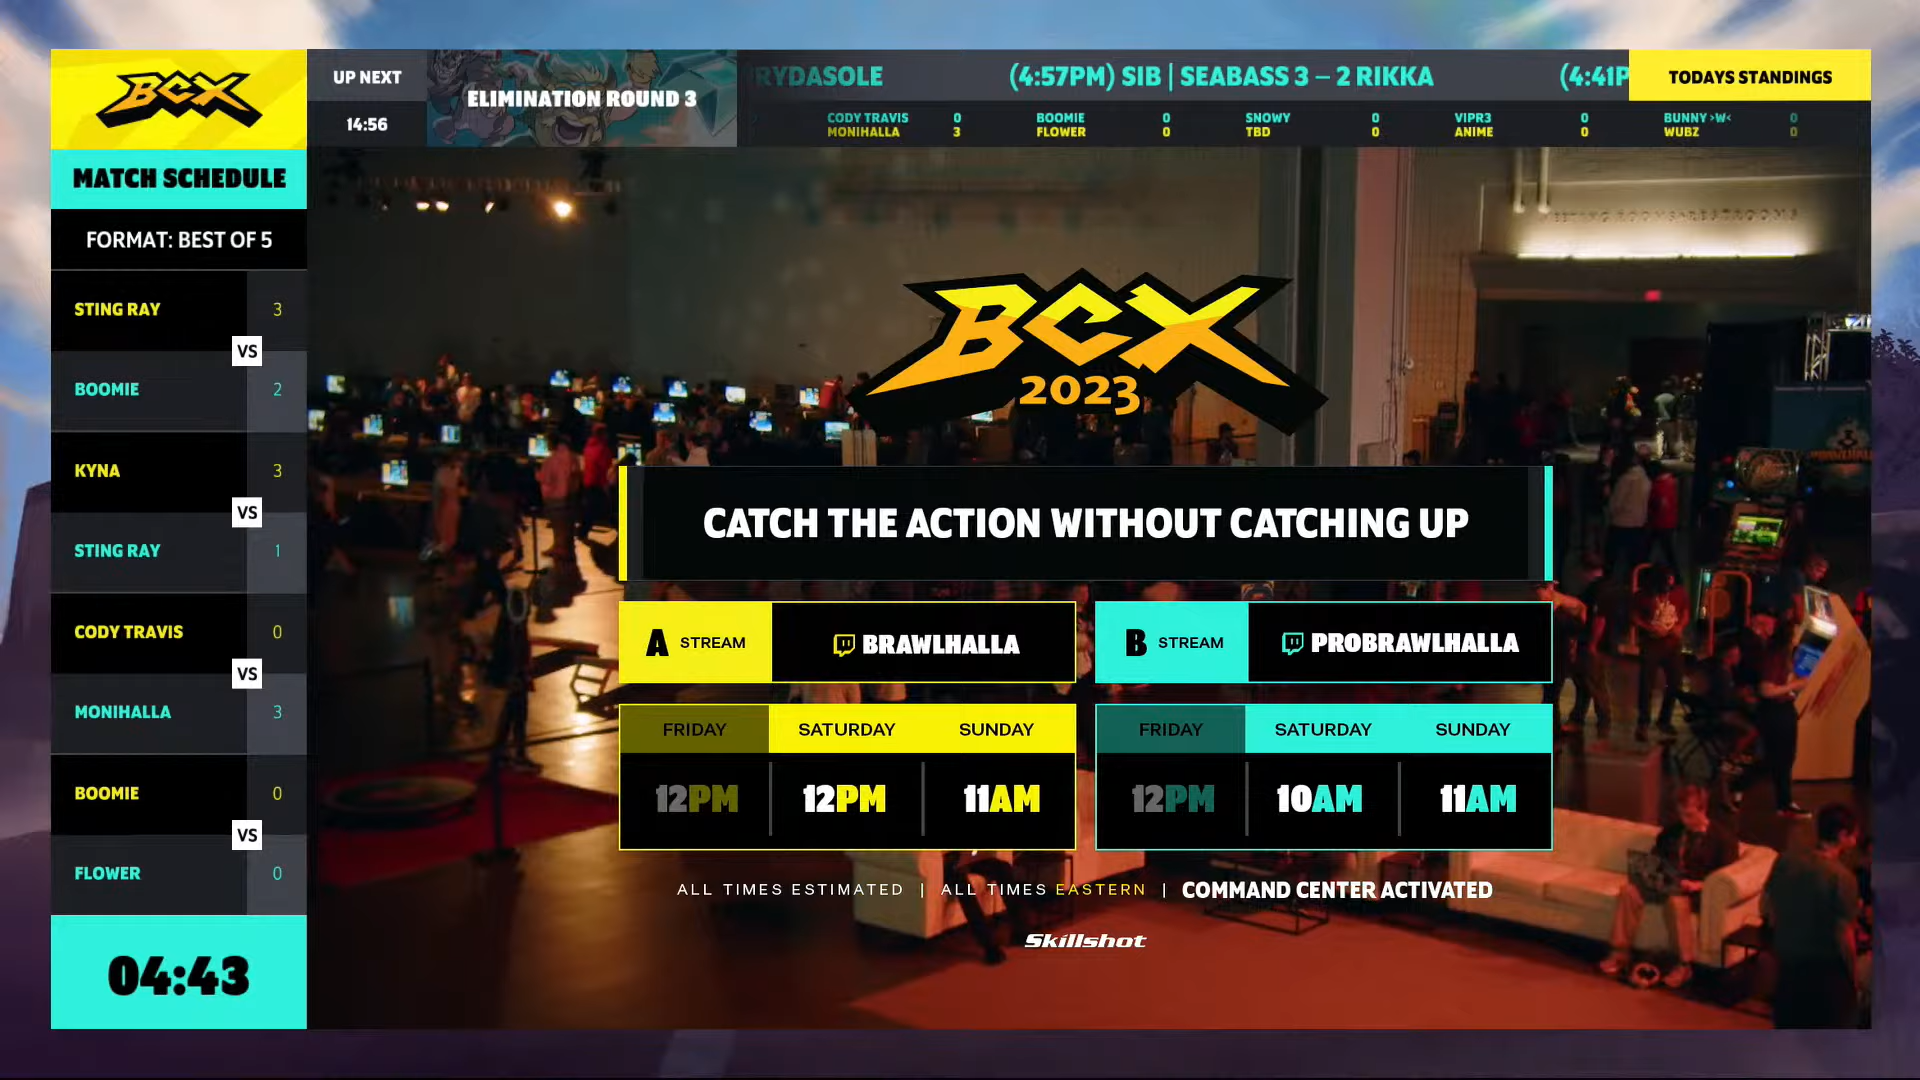 BCX
UP NEXT
14:56
ELIMINATION ROUND 3
RYDASOLE
(4:57PM) SIB | SEABASS 3 – 2 RIKKA
(4:41P
TODAYS STANDINGS
CODY TRAVIS 0
MONIHALLA 3
BOOMIE 0
FLOWER 0
SNOWY 0
TBD 0
VIPR3 0
ANIME 0
BUNNY >W< 0
WUBZ 0
MATCH SCHEDULE
FORMAT: BEST OF 5
STING RAY 3
VS
BOOMIE 2
KYNA 3
VS
STING RAY 1
CODY TRAVIS 0
VS
MONIHALLA 3
BOOMIE 0
VS
FLOWER 0
04:43
BCX
2023
CATCH THE ACTION WITHOUT CATCHING UP
A STREAM BRAWLHALLA
B STREAM PROBRAWLHALLA
FRIDAY SATURDAY SUNDAY
12PM 12PM 11AM
FRIDAY SATURDAY SUNDAY
12PM 10AM 11AM
ALL TIMES ESTIMATED | ALL TIMES EASTERN | COMMAND CENTER ACTIVATED
Skillshot